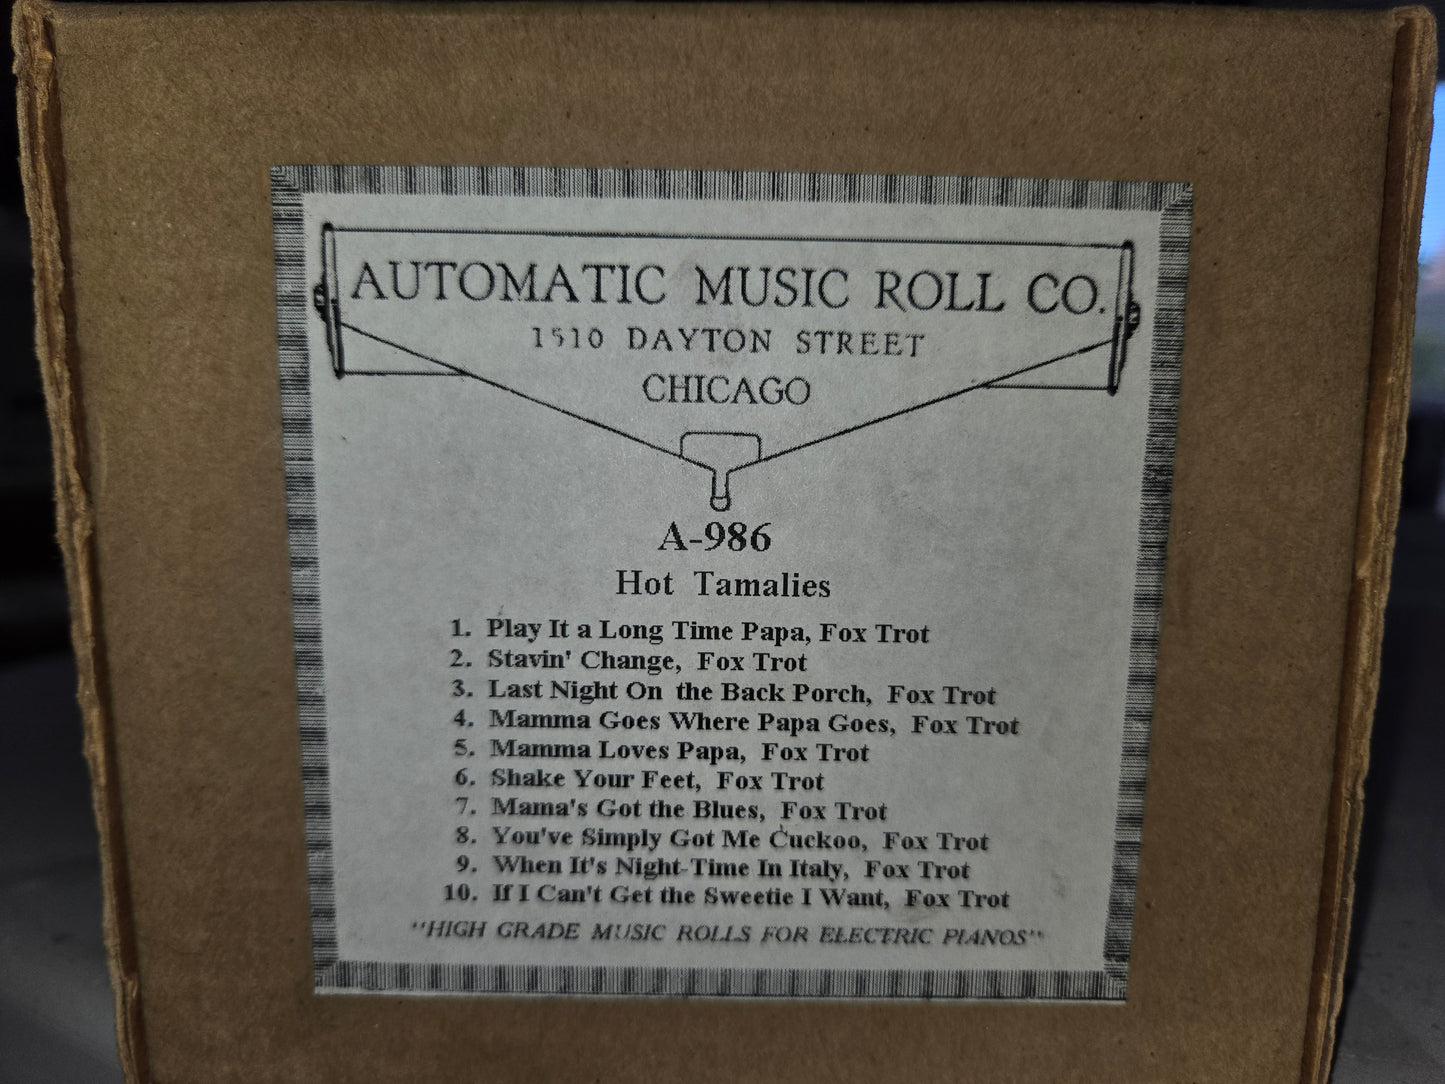 AUTOMATIC MUSIC ROLL CO.
1510 DAYTON STREET
CHICAGO
A-986
Hot Tamalies
1. Play It a Long Time Papa, Fox Trot
2. Stavin' Change, Fox Trot
3. Last Night On the Back Porch, Fox Trot
4. Mamma Goes Where Papa Goes, Fox Trot
5. Mamma Loves Papa, Fox Trot
6. Shake Your Feet, Fox Trot
7. Mama's Got the Blues, Fox Trot
8. You've Simply Got Me Cuckoo, Fox Trot
9. When It's Night-Time In Italy, Fox Trot
10. If I Can't Get the Sweetie I Want, Fox Trot
"HIGH GRADE MUSIC ROLLS FOR ELECTRIC PIANOS"